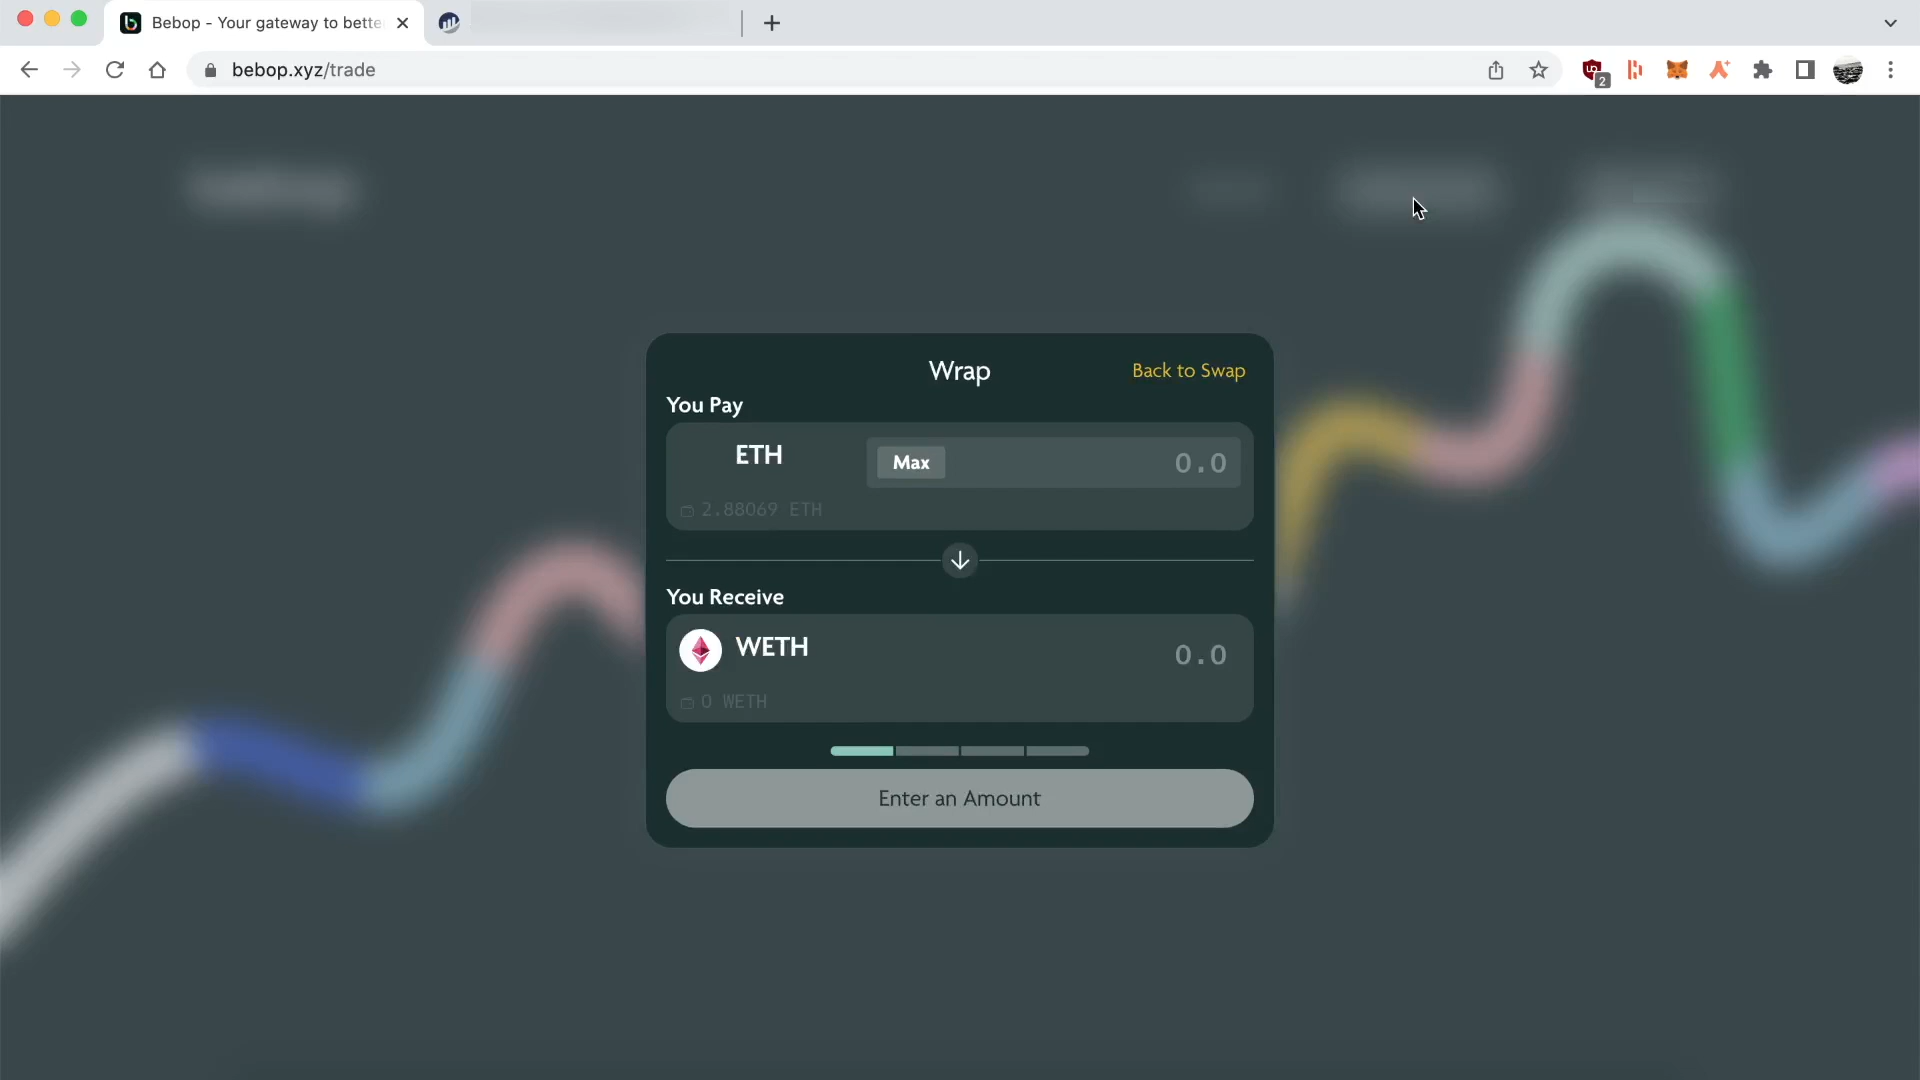 Bebop - Your gateway to bette
bebop.xyz/trade
2
Wrap
Back to Swap
You Pay
ETH
Max
0.0
2.88069 ETH
You Receive
WETH
0.0
0 WETH
Enter an Amount